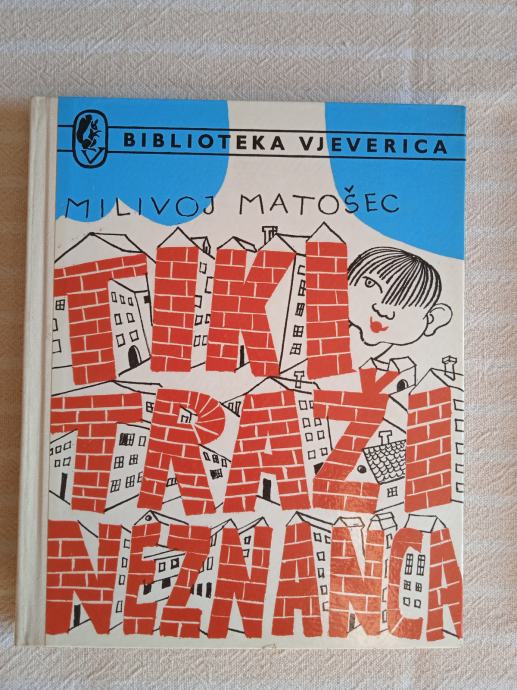 BIBLIOTEKA VJEVERICA
MILIVOJ MATOŠEC
TIKI
TRAŽI
NEZNANCA